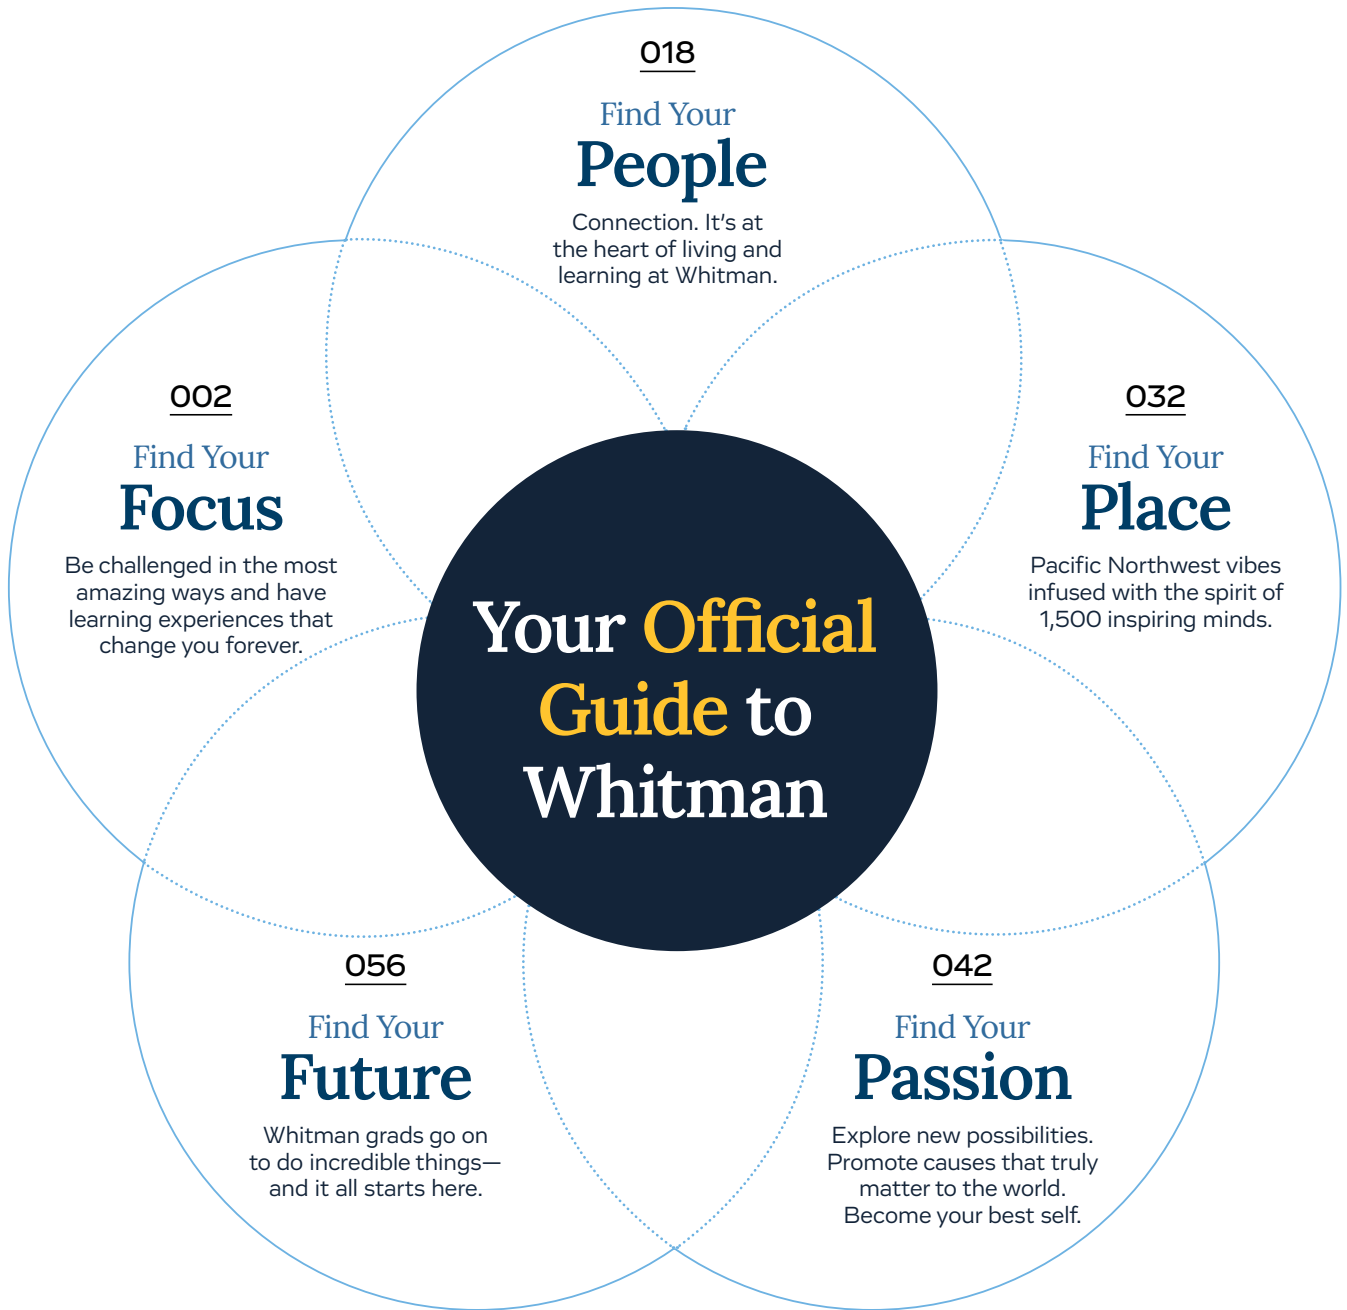 018
Find Your
People
Connection. It's at
the heart of living and
learning at Whitman.
002
Find Your
Focus
Be challenged in the most
amazing ways and have
learning experiences that
change you forever.
032
Find Your
Place
Pacific Northwest vibes
infused with the spirit of
1,500 inspiring minds.
Your Official
Guide to
Whitman
056
Find Your
Future
Whitman grads go on
to do incredible things—
and it all starts here.
042
Find Your
Passion
Explore new possibilities.
Promote causes that truly
matter to the world.
Become your best self.